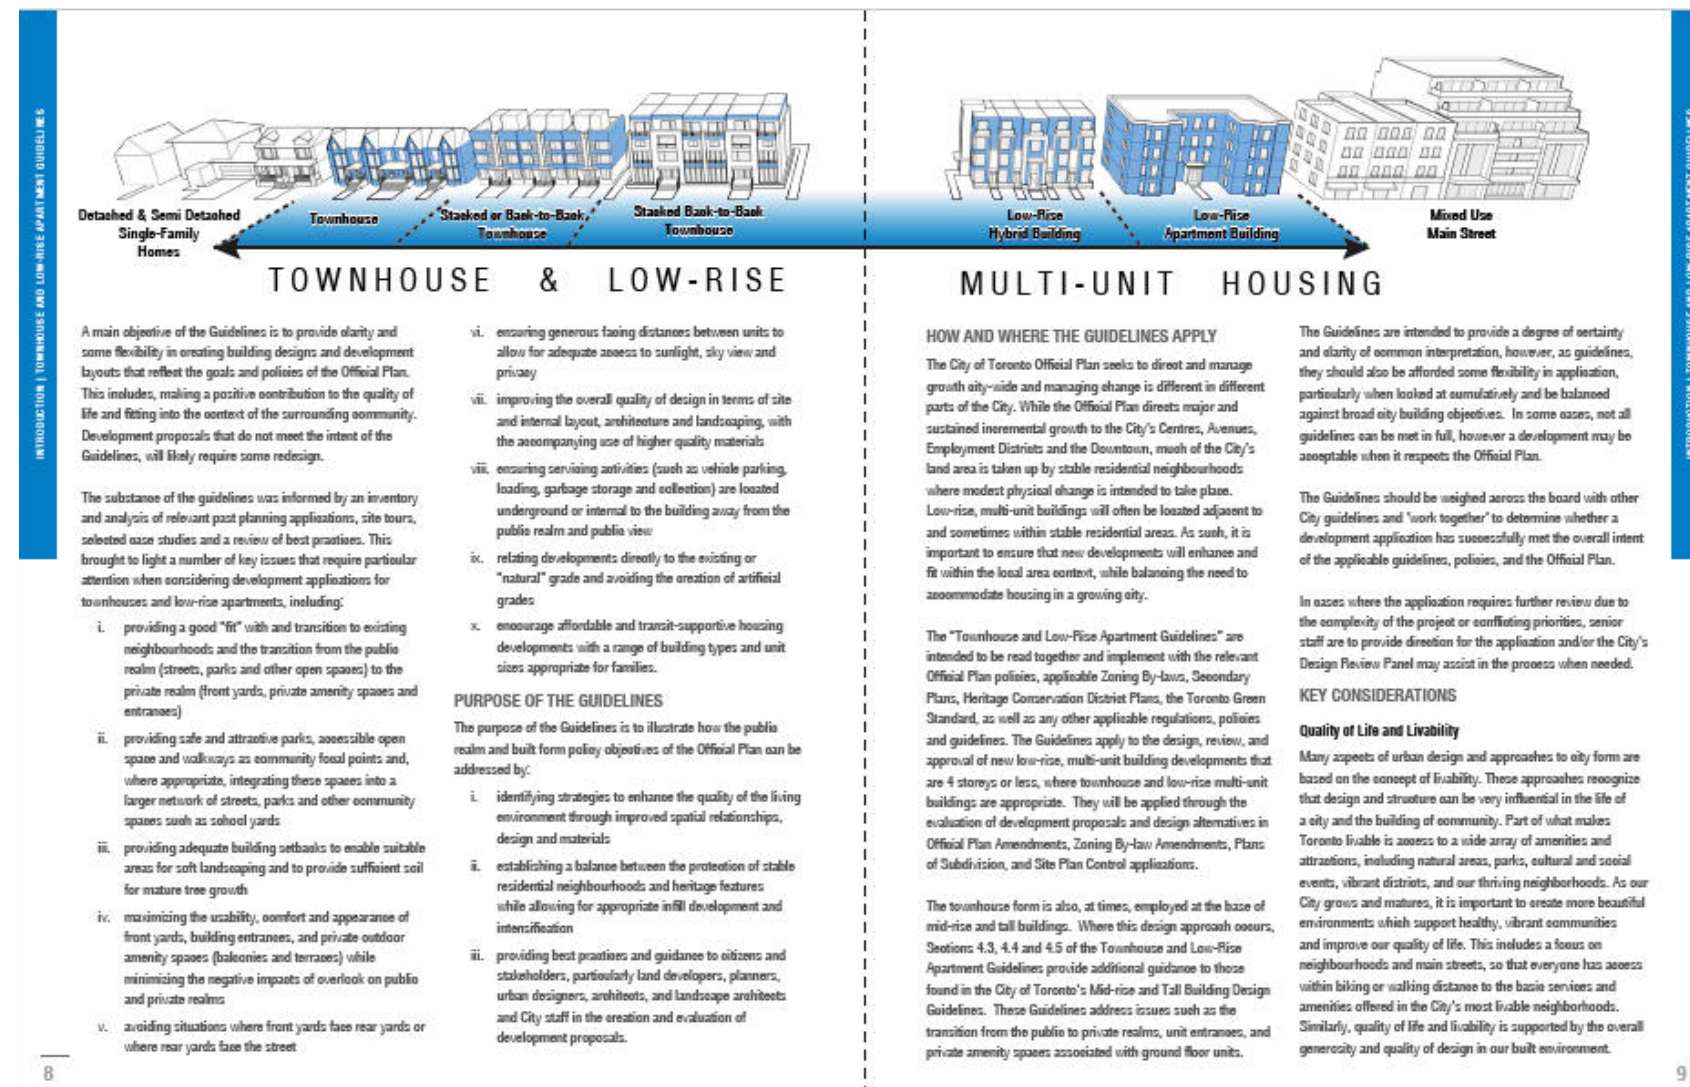 INTRODUCTION | TOWNHOUSE AND LOW-RISE APARTMENT GUIDELINES
Detached & Semi Detached
Single-Family
Homes
Townhouse
Stacked or Back-to-Back
Townhouse
Stacked Back-to-Back
Townhouse
Low-Rise
Hybrid Building
Low-Rise
Apartment Building
Mixed Use
Main Street
TOWNHOUSE & LOW-RISE MULTI-UNIT HOUSING
A main objective of the Guidelines is to provide clarity and
some flexibility in creating building designs and development
layouts that reflect the goals and policies of the Official Plan.
This includes, making a positive contribution to the quality of
life and fitting into the context of the surrounding community.
Development proposals that do not meet the intent of the
Guidelines, will likely require some redesign.
The substance of the guidelines was informed by an inventory
and analysis of relevant past planning applications, site tours,
selected case studies and a review of best practices. This
brought to light a number of key issues that require particular
attention when considering development applications for
townhouses and low-rise apartments, including:
i. providing a good "fit" with and transition to existing
neighbourhoods and the transition from the public
realm (streets, parks and other open spaces) to the
private realm (front yards, private amenity spaces and
entrances)
ii. providing safe and attractive parks, accessible open
space and walkways as community focal points and,
where appropriate, integrating these spaces into a
larger network of streets, parks and other community
spaces such as school yards
iii. providing adequate building setbacks to enable suitable
areas for soft landscaping and to provide sufficient soil
for mature tree growth
iv. maximizing the usability, comfort and appearance of
front yards, building entrances, and private outdoor
amenity spaces (balconies and terraces) while
minimizing the negative impacts of overlook on public
and private realms
v. avoiding situations where front yards face rear yards or
where rear yards face the street
8
vi. ensuring generous facing distances between units to
allow for adequate access to sunlight, sky view and
privacy
vii. improving the overall quality of design in terms of site
and internal layout, architecture and landscaping, with
the accompanying use of higher quality materials
viii. ensuring servicing activities (such as vehicle parking,
loading, garbage storage and collection) are located
underground or internal to the building away from the
public realm and public view
ix. relating developments directly to the existing or
"natural" grade and avoiding the creation of artificial
grades
x. encourage affordable and transit-supportive housing
developments with a range of building types and unit
sizes appropriate for families.
PURPOSE OF THE GUIDELINES
The purpose of the Guidelines is to illustrate how the public
realm and built form policy objectives of the Official Plan can be
addressed by:
i. identifying strategies to enhance the quality of the living
environment through improved spatial relationships,
design and materials
ii. establishing a balance between the protection of stable
residential neighbourhoods and heritage features
while allowing for appropriate infill development and
intensification
iii. providing best practices and guidance to citizens and
stakeholders, particularly land developers, planners,
urban designers, architects, and landscape architects
and City staff in the creation and evaluation of
development proposals.
HOW AND WHERE THE GUIDELINES APPLY
The City of Toronto Official Plan seeks to direct and manage
growth city-wide and managing change is different in different
parts of the City. While the Official Plan directs major and
sustained incremental growth to the City's Centres, Avenues,
Employment Districts and the Downtown, much of the City's
land area is taken up by stable residential neighbourhoods
where modest physical change is intended to take place.
Low-rise, multi-unit buildings will often be located adjacent to
and sometimes within stable residential areas. As such, it is
important to ensure that new developments will enhance and
fit within the local area context, while balancing the need to
accommodate housing in a growing city.
The "Townhouse and Low-Rise Apartment Guidelines" are
intended to be read together and implement with the relevant
Official Plan policies, applicable Zoning By-laws, Secondary
Plans, Heritage Conservation District Plans, the Toronto Green
Standard, as well as any other applicable regulations, policies
and guidelines. The Guidelines apply to the design, review, and
approval of new low-rise, multi-unit building developments that
are 4 storeys or less, where townhouse and low-rise multi-unit
buildings are appropriate. They will be applied through the
evaluation of development proposals and design alternatives in
Official Plan Amendments, Zoning By-law Amendments, Plans
of Subdivision, and Site Plan Control applications.
The townhouse form is also, at times, employed at the base of
mid-rise and tall buildings. Where this design approach occurs,
Sections 4.3, 4.4 and 4.5 of the Townhouse and Low-Rise
Apartment Guidelines provide additional guidance to those
found in the City of Toronto's Mid-rise and Tall Building Design
Guidelines. These Guidelines address issues such as the
transition from the public to private realms, unit entrances, and
private amenity spaces associated with ground floor units.
The Guidelines are intended to provide a degree of certainty
and clarity of common interpretation, however, as guidelines,
they should also be afforded some flexibility in application,
particularly when looked at cumulatively and be balanced
against broad city building objectives. In some cases, not all
guidelines can be met in full, however a development may be
acceptable when it respects the Official Plan.
The Guidelines should be weighed across the board with other
City guidelines and "work together" to determine whether a
development application has successfully met the overall intent
of the applicable guidelines, policies, and the Official Plan.
In cases where the application requires further review due to
the complexity of the project or conflicting priorities, senior
staff are to provide direction for the application and/or the City's
Design Review Panel may assist in the process when needed.
KEY CONSIDERATIONS
Quality of Life and Livability
Many aspects of urban design and approaches to city form are
based on the concept of livability. These approaches recognize
that design and structure can be very influential in the life of
a city and the building of community. Part of what makes
Toronto livable is access to a wide array of amenities and
attractions, including natural areas, parks, cultural and social
events, vibrant districts, and our thriving neighborhoods. As our
City grows and matures, it is important to create more beautiful
environments which support healthy, vibrant communities
and improve our quality of life. This includes a focus on
neighbourhoods and main streets, so that everyone has access
within biking or walking distance to the basic services and
amenities offered in the City's most livable neighborhoods.
Similarly, quality of life and livability is supported by the overall
generosity and quality of design in our built environment.
9